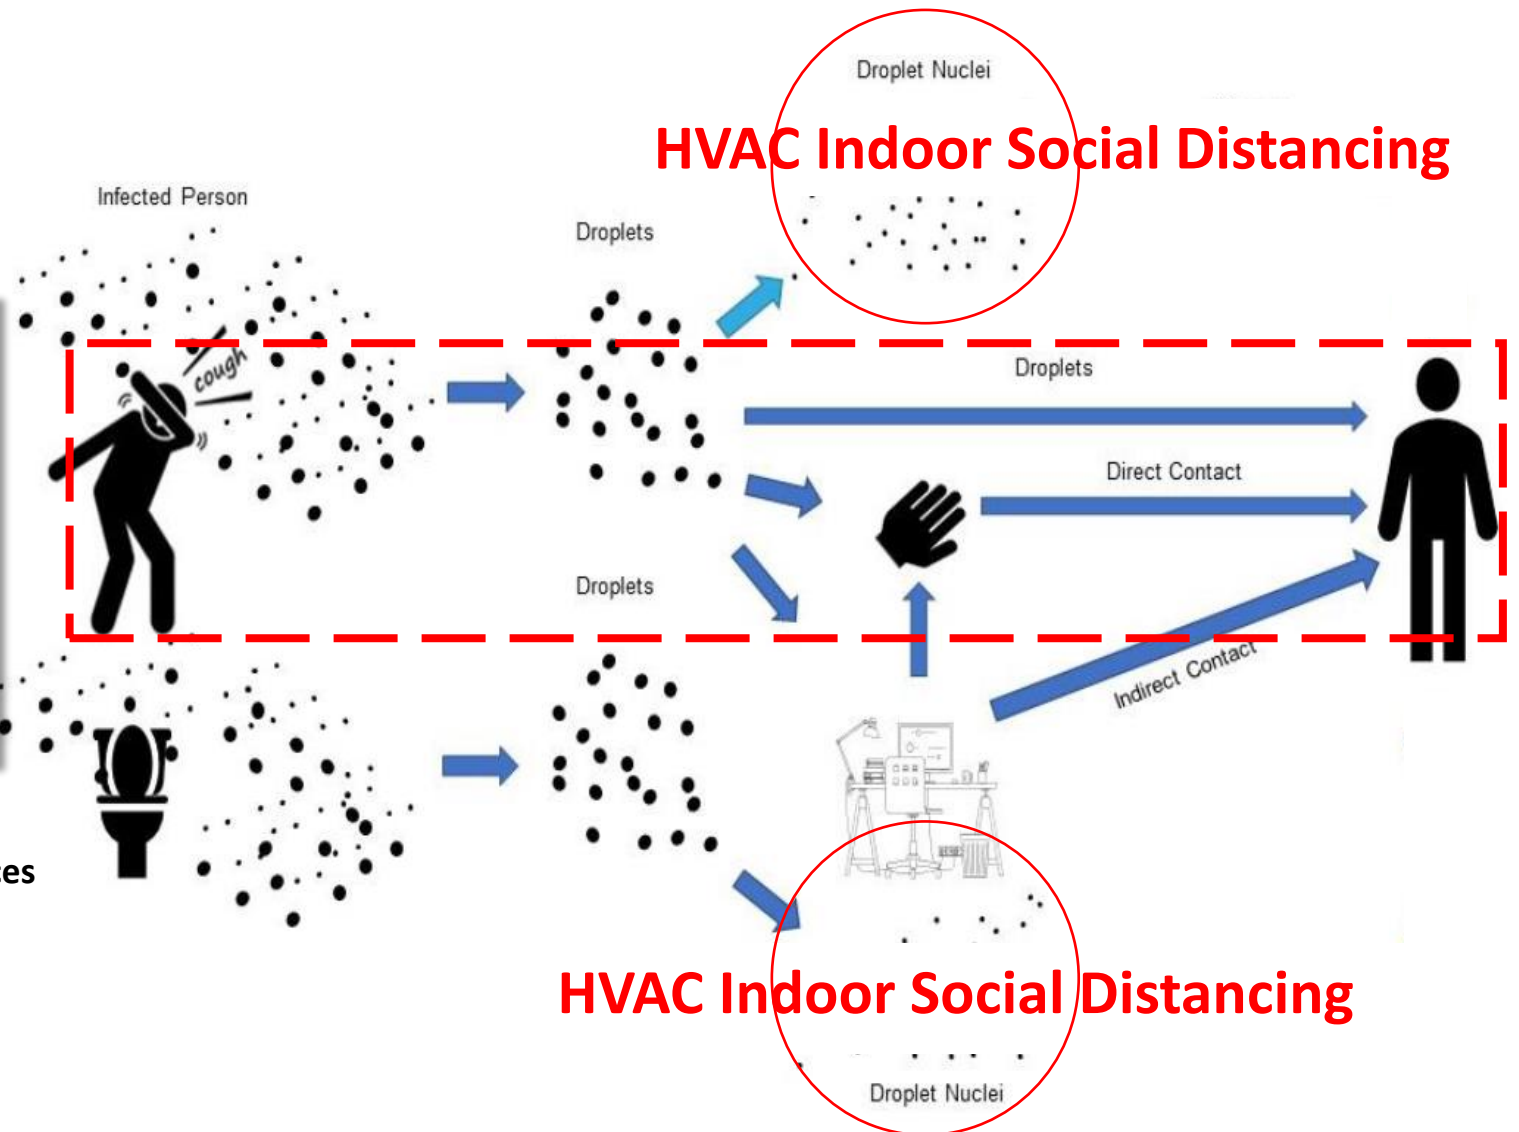 Droplet Nuclei
HVAC Indoor Social Distancing
Infected Person
Droplets
cough
Droplets
Direct Contact
Droplets
Indirect Contact
HVAC Indoor Social Distancing
Droplet Nuclei